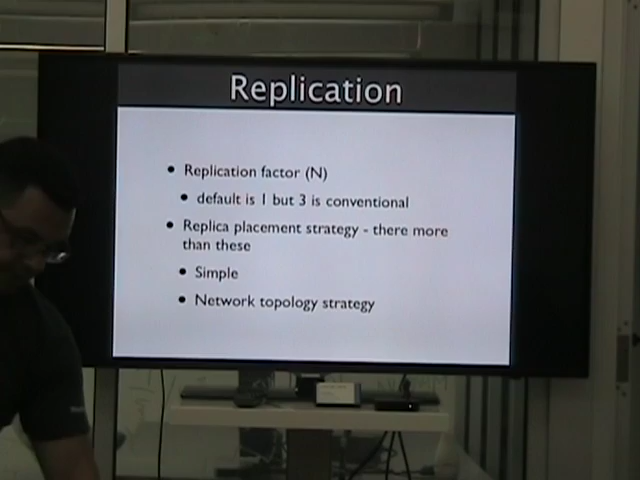 Replication
• Replication factor (N)
• default is 1 but 3 is conventional
• Replica placement strategy - there more
than these
• Simple
• Network topology strategy